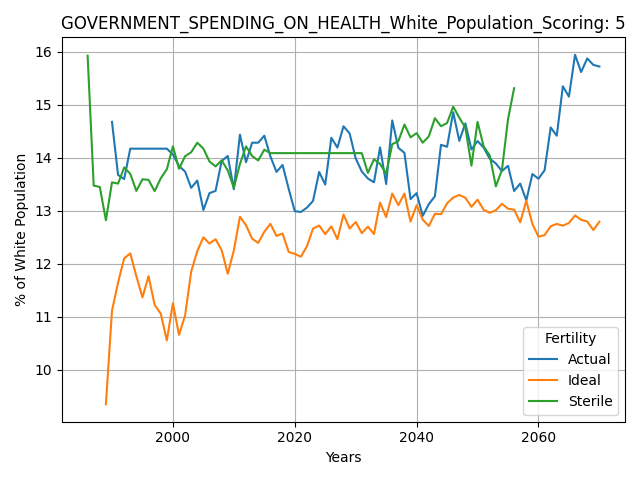 GOVERNMENT_SPENDING_ON_HEALTH_White_Population_Scoring: 5
% of White Population
16
15
14
13
12
11
10
Fertility
Actual
Ideal
Sterile
2000 2020 2040 2060
Years